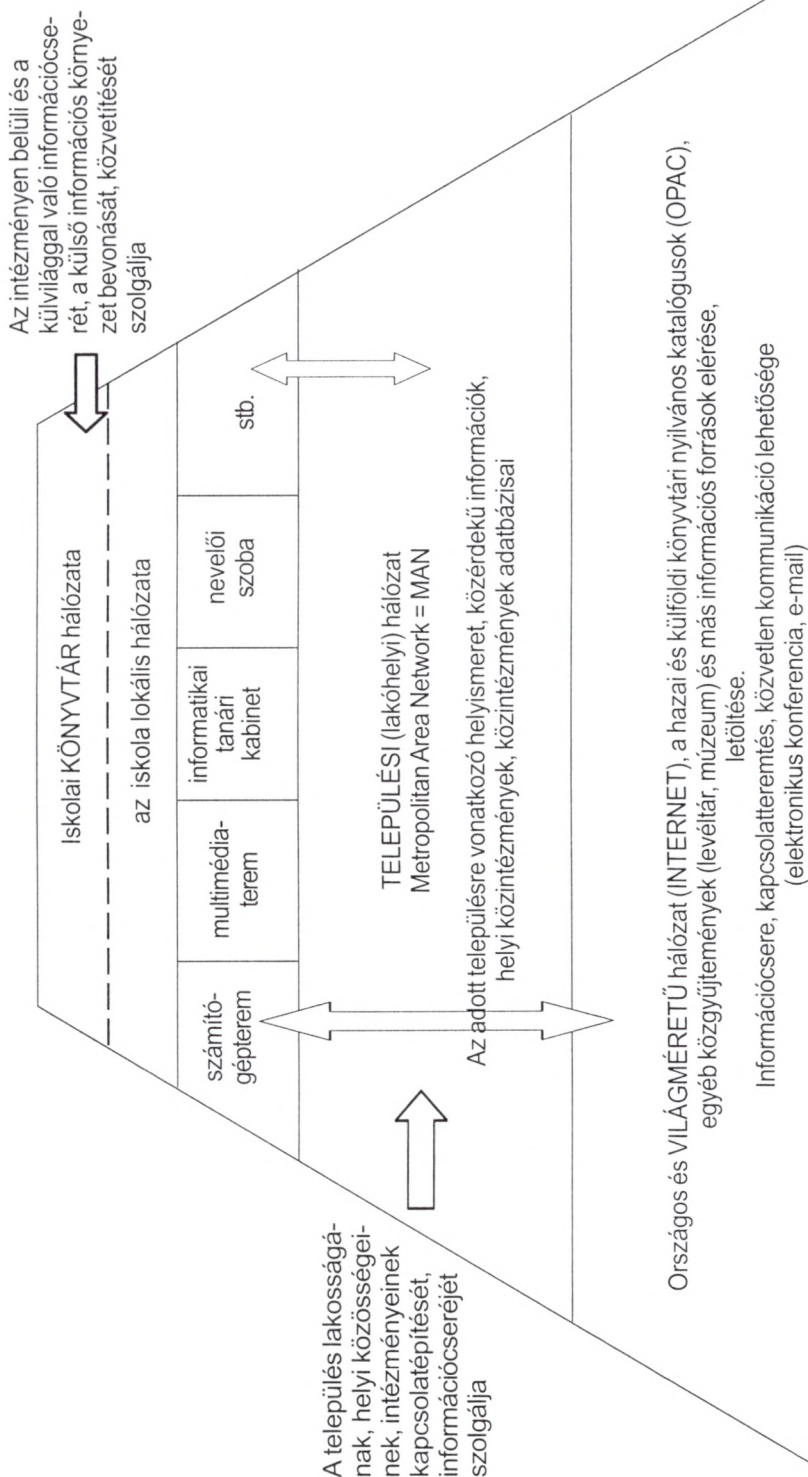 Az intézményen belüli és a
külvilággal való információcse-
rét, a külső információs környe-
zet bevonását, közvetítését
szolgálja
Iskolai KÖNYVTÁR hálózata
az iskola lokális hálózata
számító-
gépterem
multimédia-
terem
informatikai
tanári
kabinet
nevelői
szoba
stb.
A település lakosságá-
nak, helyi közösségei-
nek, intézményeinek
kapcsolatépítését,
információcseréjét
szolgálja
TELEPÜLÉSI (lakóhelyi) hálózat
Metropolitan Area Network = MAN
Az adott településre vonatkozó helyismeret, közérdekű információk,
helyi közintézmények, közintézmények adatbázisai
Országos és VILÁGMÉRETŰ hálózat (INTERNET), a hazai és külföldi könyvtári nyilvános katalógusok (OPAC),
egyéb közgyűjtemények (levéltár, múzeum) és más információs források elérése,
letöltése.
Információcsere, kapcsolatteremtés, közvetlen kommunikáció lehetősége
(elektronikus konferencia, e-mail)